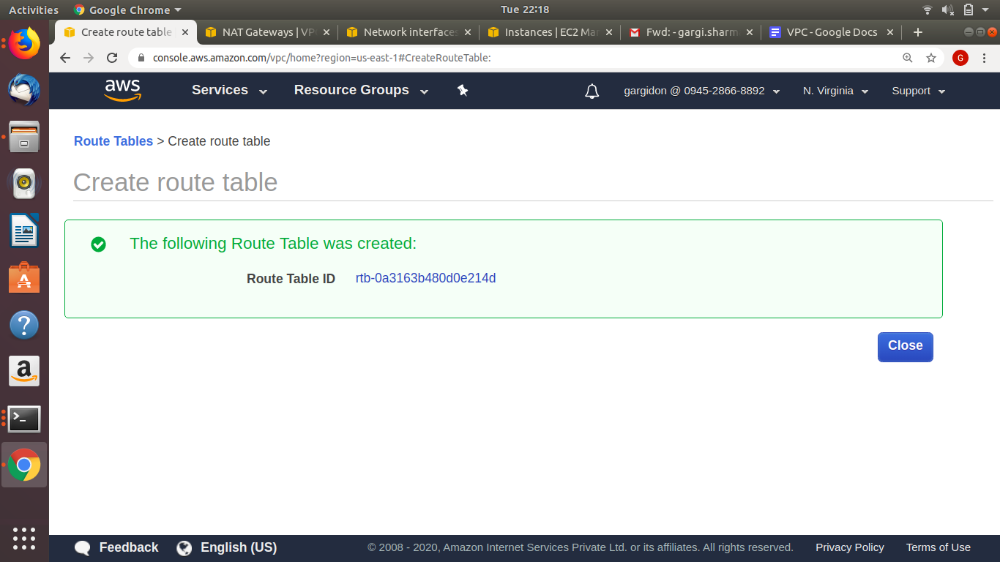 Activities Google Chrome Tue 22:18
Create route table NAT Gateways | VP Network interfaces Instances | EC2 Mar Fwd: - gargi.sharm VPC - Google Docs
console.aws.amazon.com/vpc/home?region=us-east-1#CreateRouteTable:
G
aws Services Resource Groups gargidon @ 0945-2866-8892 N. Virginia Support
Route Tables > Create route table
Create route table
The following Route Table was created:
Route Table ID rtb-0a3163b480d0e214d
Close
Feedback English (US) © 2008 - 2020, Amazon Internet Services Private Ltd. or its affiliates. All rights reserved. Privacy Policy Terms of Use